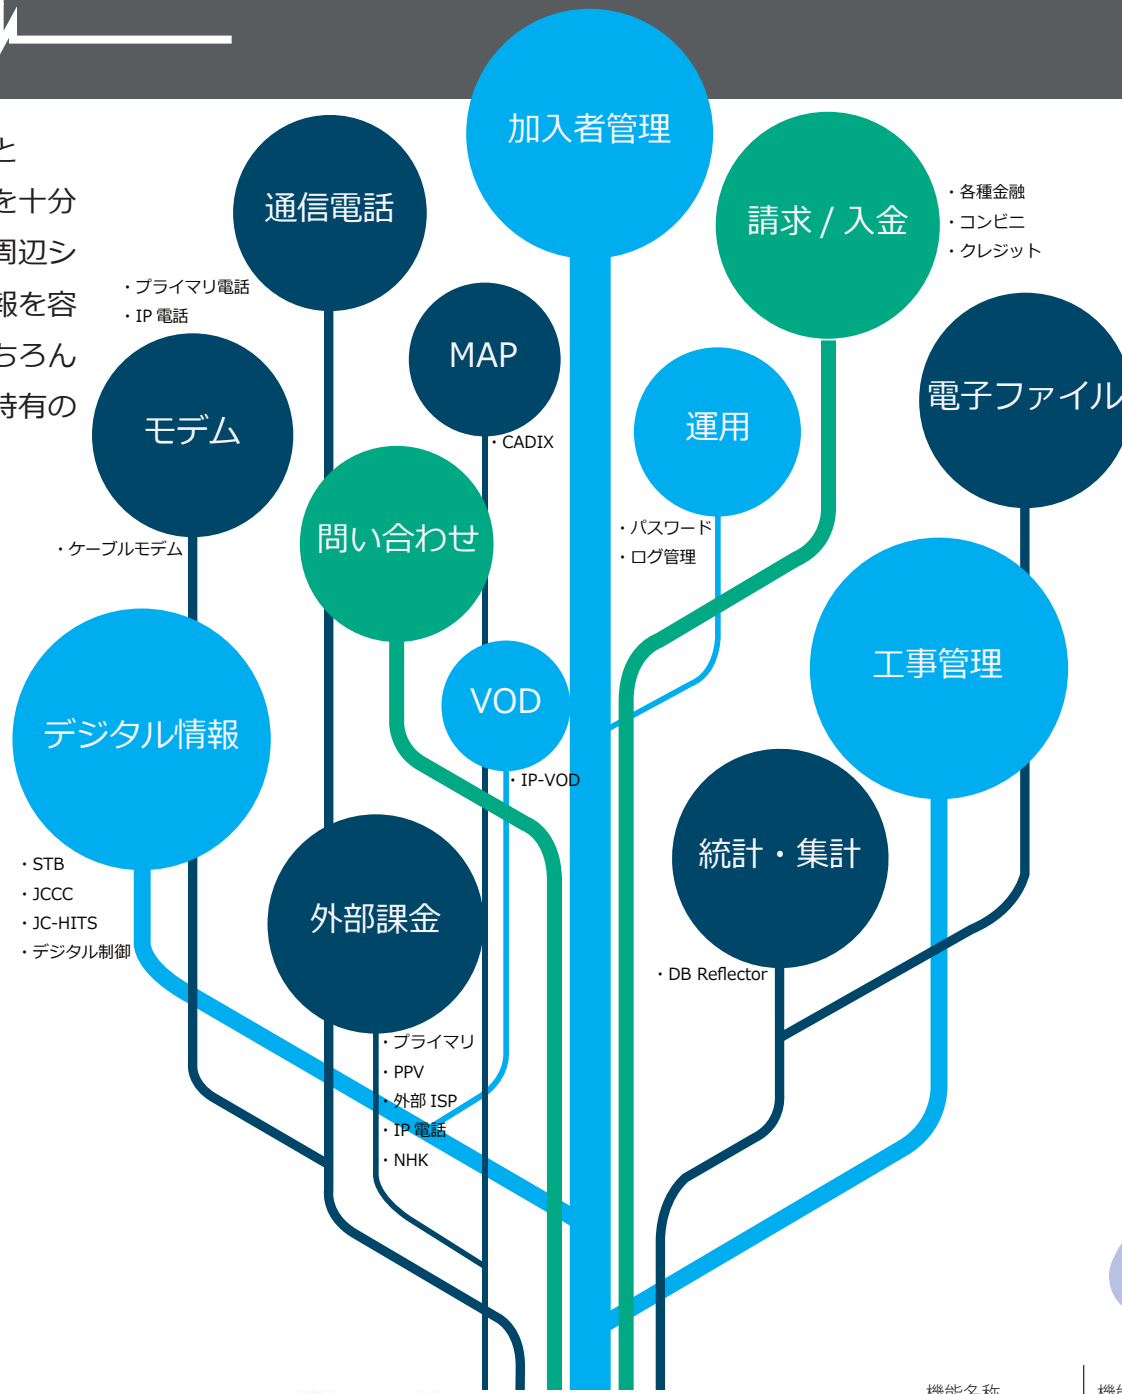 と
を十分
周辺シ
報を容
ちろん
特有の
加入者管理
通信電話
・プライマリ電話
・IP 電話
請求 / 入金
・各種金融
・コンビニ
・クレジット
MAP
・CADIX
モデム
・ケーブルモデム
運用
・パスワード
・ログ管理
電子ファイル
問い合わせ
VOD
・IP-VOD
工事管理
デジタル情報
・STB
・JCCC
・JC-HITS
・デジタル制御
統計・集計
・DB Reflector
外部課金
・プライマリ
・PPV
・外部 ISP
・IP 電話
・NHK
機能名称